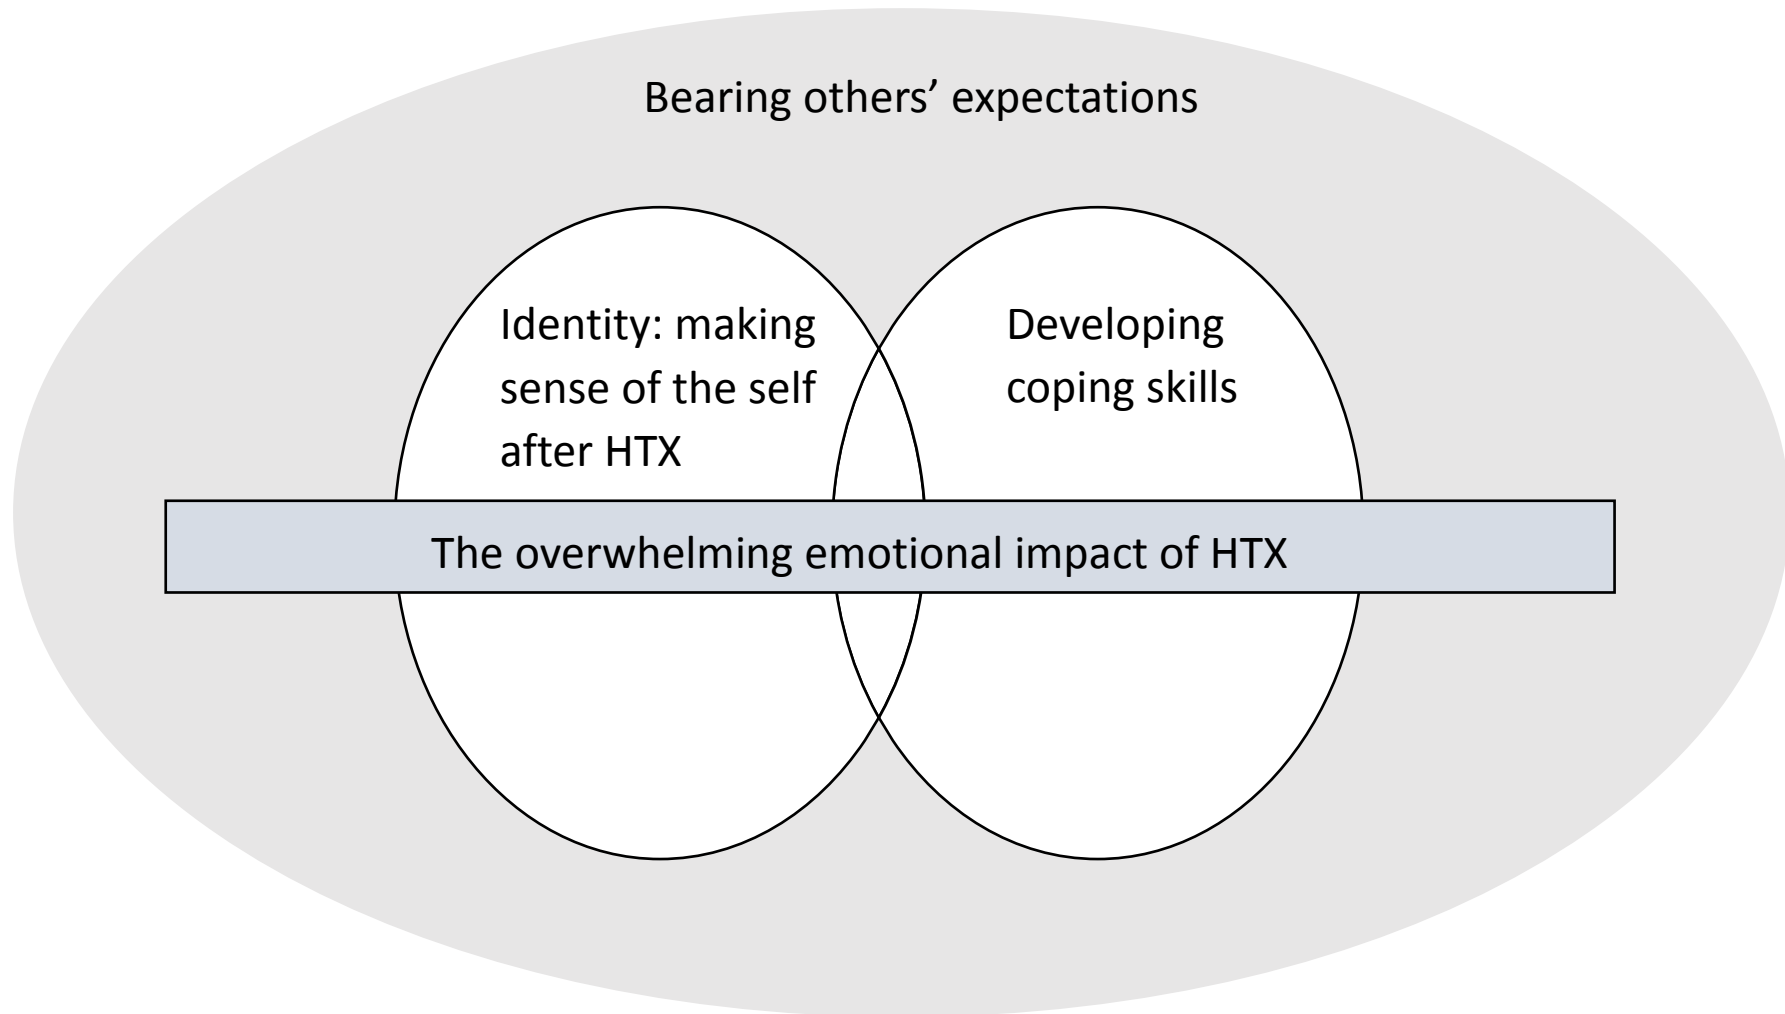 Bearing others’ expectations
Identity: making
sense of the self
after HTX
Developing
coping skills
The overwhelming emotional impact of HTX